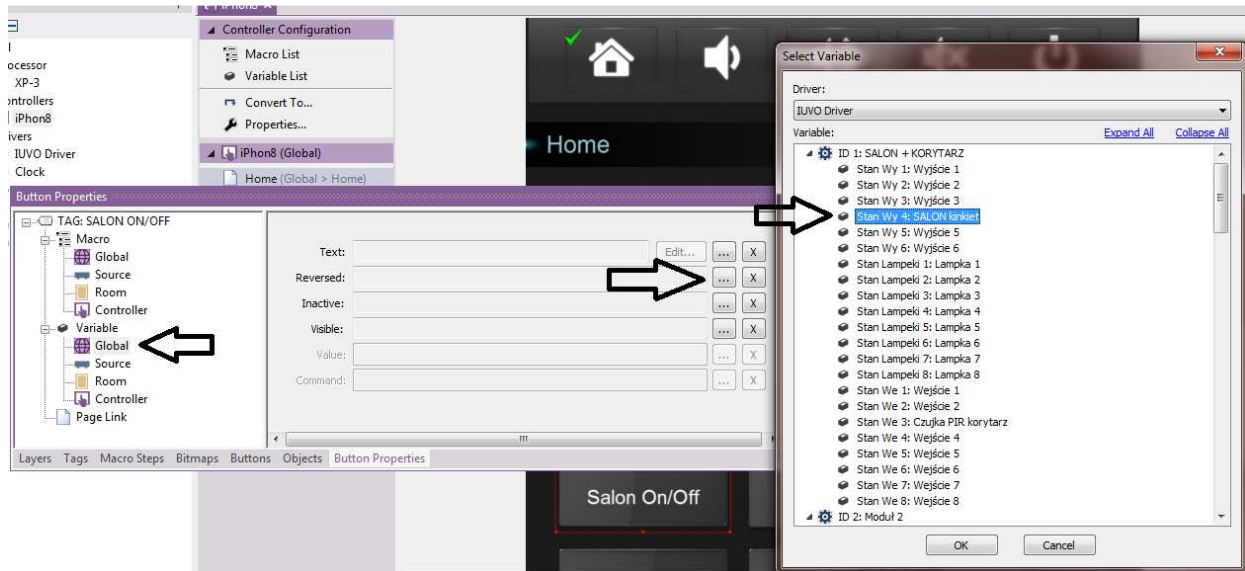 iPhon8
Controller Configuration
Macro List
Variable List
Convert To...
Properties...
iPhon8 (Global)
Home (Global > Home)
ocessor
XP-3
ontrollers
iPhon8
ivers
IUVO Driver
Clock
Home
Button Properties
TAG: SALON ON/OFF
Macro
Global
Source
Room
Controller
Variable
Global
Source
Room
Controller
Page Link
Text:
Edit...
...
X
Reversed:
...
X
Inactive:
...
X
Visible:
...
X
Value:
...
X
Command:
...
X
Layers Tags Macro Steps Bitmaps Buttons Objects Button Properties
Salon On/Off
Select Variable
X
Driver:
IUVO Driver
Variable:
Expand All Collapse All
ID 1: SALON + KORYTARZ
Stan Wy 1: Wyjście 1
Stan Wy 2: Wyjście 2
Stan Wy 3: Wyjście 3
Stan Wy 4: SALON kinkiet
Stan Wy 5: Wyjście 5
Stan Wy 6: Wyjście 6
Stan Lampeki 1: Lampka 1
Stan Lampeki 2: Lampka 2
Stan Lampeki 3: Lampka 3
Stan Lampeki 4: Lampka 4
Stan Lampeki 5: Lampka 5
Stan Lampeki 6: Lampka 6
Stan Lampeki 7: Lampka 7
Stan Lampeki 8: Lampka 8
Stan We 1: Wejście 1
Stan We 2: Wejście 2
Stan We 3: Czujka PIR korytarz
Stan We 4: Wejście 4
Stan We 5: Wejście 5
Stan We 6: Wejście 6
Stan We 7: Wejście 7
Stan We 8: Wejście 8
ID 2: Moduł 2
OK Cancel